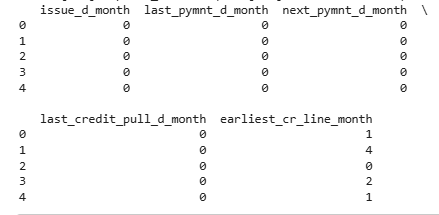 issue_d_month last_pymnt_d_month next_pymnt_d_month \
0 0 0 0
1 0 0 0
2 0 0 0
3 0 0 0
4 0 0 0
last_credit_pull_d_month earliest_cr_line_month
0 0 1
1 0 4
2 0 0
3 0 2
4 0 1